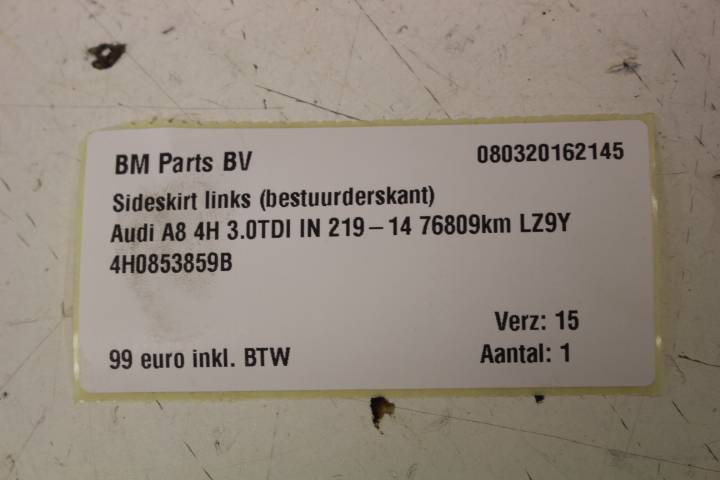 BM Parts BV 080320162145
Sideskirt links (bestuurderskant)
Audi A8 4H 3.0TDI IN 219-14 76809km LZ9Y
4H0853859B
Verz: 15
99 euro inkl. BTW Aantal: 1